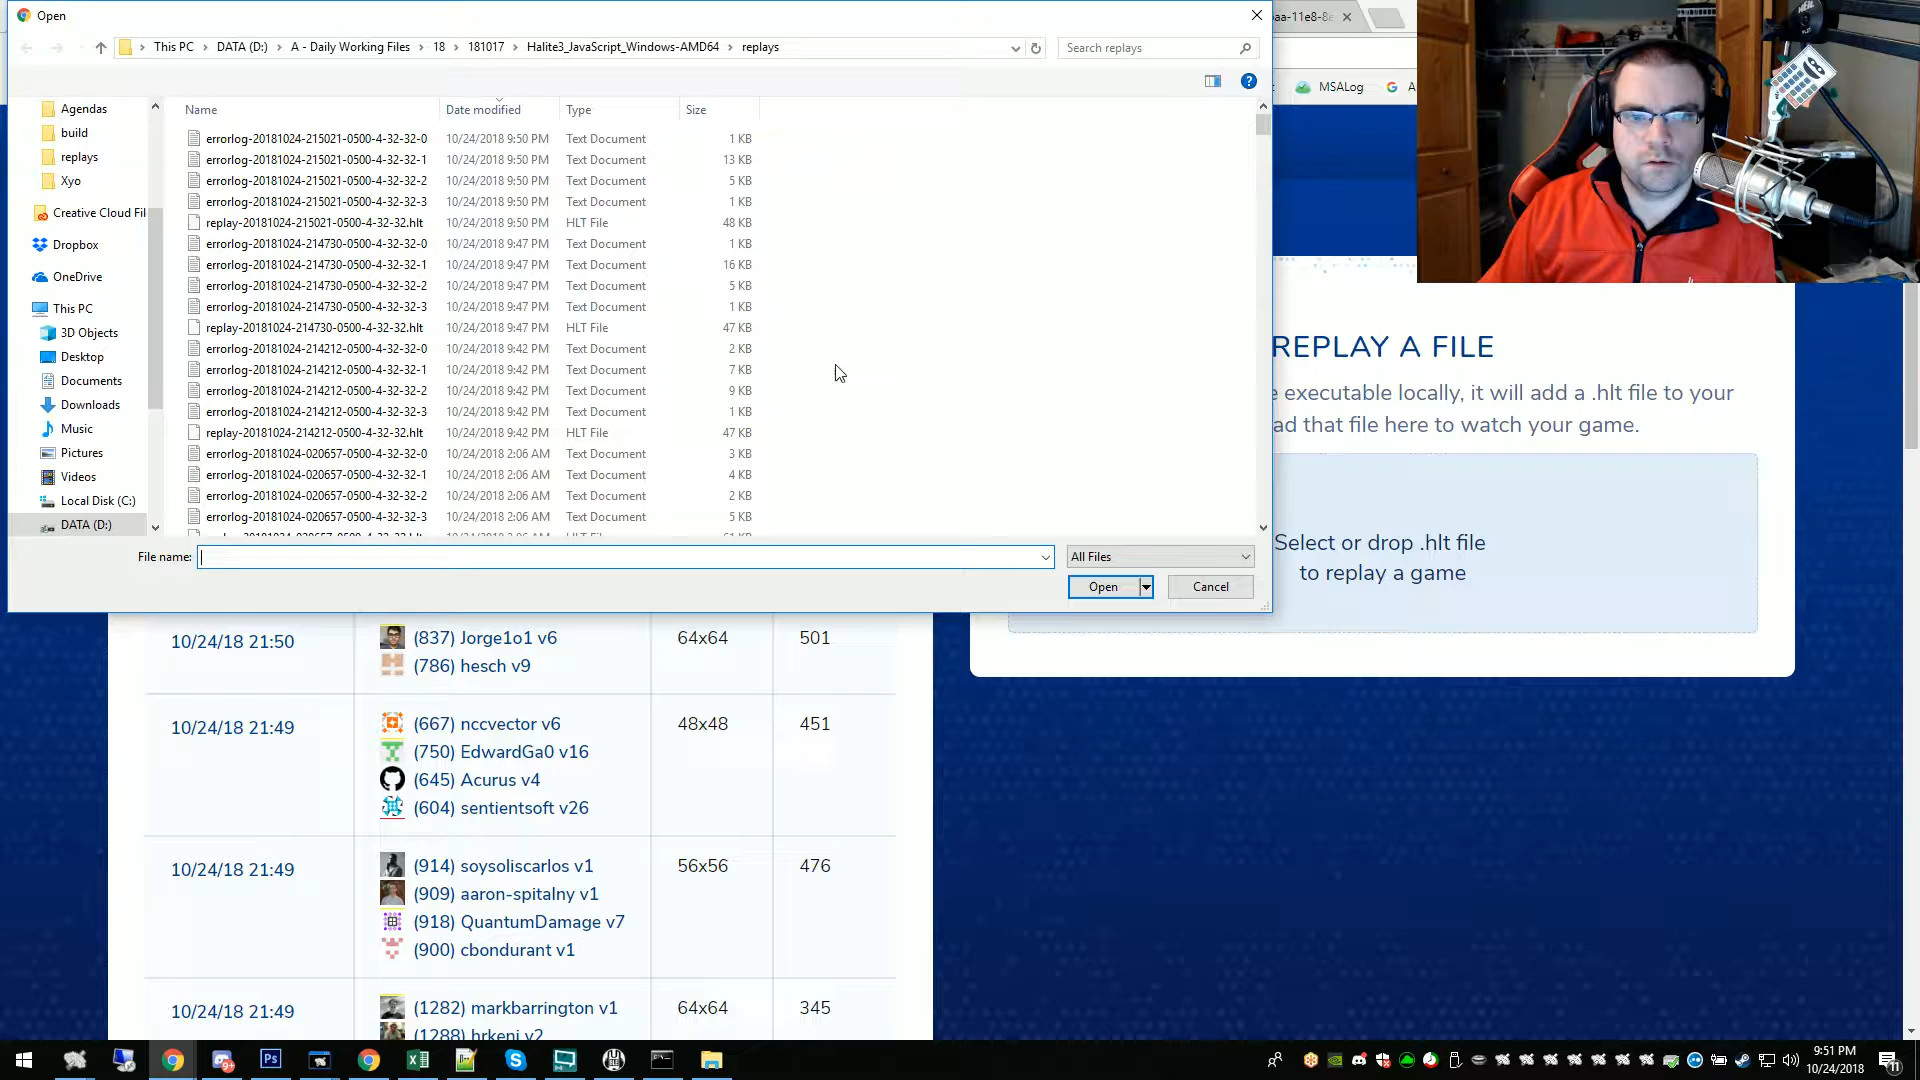 Open
aa-11e8-8e
This PC > DATA (D:) > A - Daily Working Files > 18 > 181017 > Halite3_JavaScript_Windows-AMD64 > replays
Search replays
MSALog
Name Date modified Type Size
Agendas
build
replays
Xyo
Creative Cloud Fil
Dropbox
OneDrive
This PC
3D Objects
Desktop
Documents
Downloads
Music
Pictures
Videos
Local Disk (C:)
DATA (D:)
errorlog-20181024-215021-0500-4-32-32-0 10/24/2018 9:50 PM Text Document 1 KB
errorlog-20181024-215021-0500-4-32-32-1 10/24/2018 9:50 PM Text Document 13 KB
errorlog-20181024-215021-0500-4-32-32-2 10/24/2018 9:50 PM Text Document 5 KB
errorlog-20181024-215021-0500-4-32-32-3 10/24/2018 9:50 PM Text Document 1 KB
replay-20181024-215021-0500-4-32-32.hlt 10/24/2018 9:50 PM HLT File 48 KB
errorlog-20181024-214730-0500-4-32-32-0 10/24/2018 9:47 PM Text Document 1 KB
errorlog-20181024-214730-0500-4-32-32-1 10/24/2018 9:47 PM Text Document 16 KB
errorlog-20181024-214730-0500-4-32-32-2 10/24/2018 9:47 PM Text Document 5 KB
errorlog-20181024-214730-0500-4-32-32-3 10/24/2018 9:47 PM Text Document 1 KB
replay-20181024-214730-0500-4-32-32.hlt 10/24/2018 9:47 PM HLT File 47 KB
errorlog-20181024-214212-0500-4-32-32-0 10/24/2018 9:42 PM Text Document 2 KB
errorlog-20181024-214212-0500-4-32-32-1 10/24/2018 9:42 PM Text Document 7 KB
errorlog-20181024-214212-0500-4-32-32-2 10/24/2018 9:42 PM Text Document 9 KB
errorlog-20181024-214212-0500-4-32-32-3 10/24/2018 9:42 PM Text Document 1 KB
replay-20181024-214212-0500-4-32-32.hlt 10/24/2018 9:42 PM HLT File 47 KB
errorlog-20181024-020657-0500-4-32-32-0 10/24/2018 2:06 AM Text Document 3 KB
errorlog-20181024-020657-0500-4-32-32-1 10/24/2018 2:06 AM Text Document 4 KB
errorlog-20181024-020657-0500-4-32-32-2 10/24/2018 2:06 AM Text Document 2 KB
errorlog-20181024-020657-0500-4-32-32-3 10/24/2018 2:06 AM Text Document 5 KB
File name:
All Files
Open
Cancel
REPLAY A FILE
e executable locally, it will add a .hlt file to your
ad that file here to watch your game.
Select or drop .hlt file
to replay a game
10/24/18 21:50 (837) Jorge1o1 v6 64x64 501
(786) hesch v9
10/24/18 21:49 (667) nccvector v6 48x48 451
(750) EdwardGa0 v16
(645) Acurus v4
(604) sentientsoft v26
10/24/18 21:49 (914) soysoliscarlos v1 56x56 476
(909) aaron-spitalny v1
(918) QuantumDamage v7
(900) cbondurant v1
10/24/18 21:49 (1282) markbarrington v1 64x64 345
(1288) hrkenj v2
9:51 PM
10/24/2018